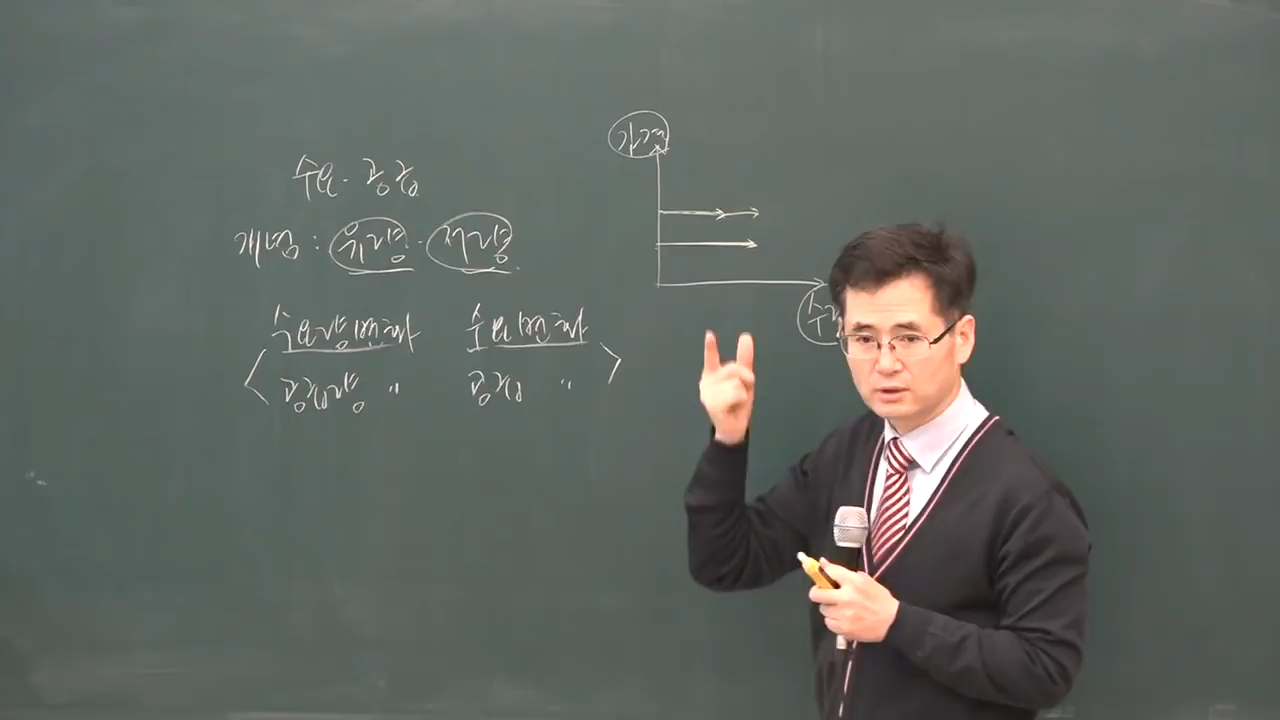 가격
수요. 공급
개념 : 유량 . 저량
수요량변화 수요변화
공급량 〃 공급 〃